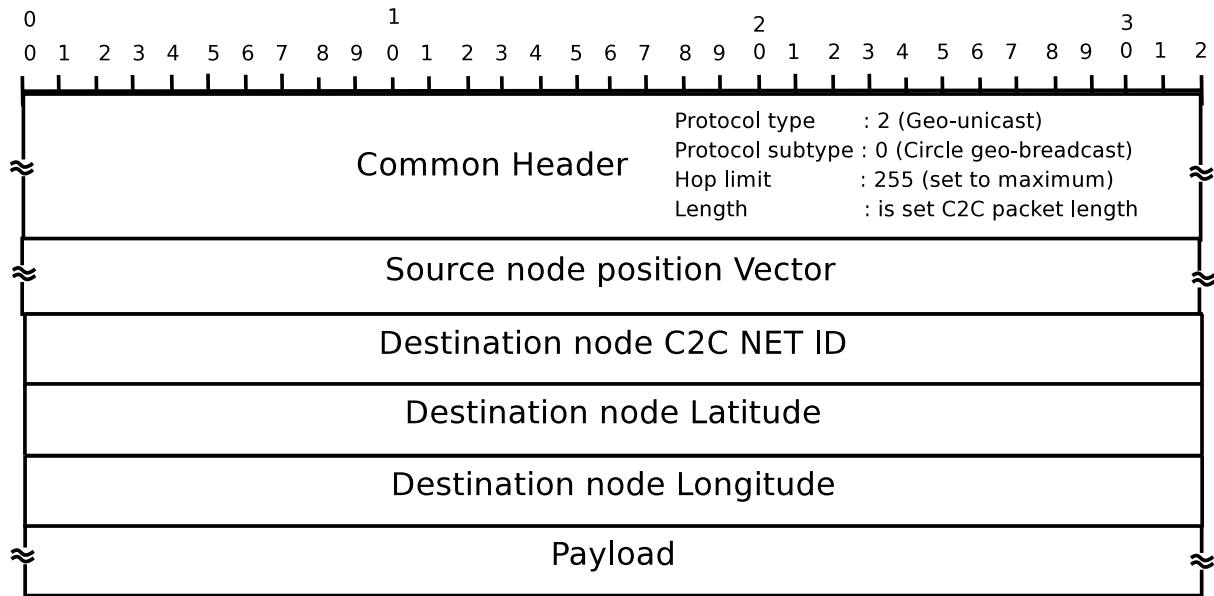 0 1 2 3
0 1 2 3 4 5 6 7 8 9 0 1 2 3 4 5 6 7 8 9 0 1 2 3 4 5 6 7 8 9 0 1 2
Common Header
Protocol type : 2 (Geo-unicast)
Protocol subtype : 0 (Circle geo-breadcast)
Hop limit : 255 (set to maximum)
Length : is set C2C packet length
Source node position Vector
Destination node C2C NET ID
Destination node Latitude
Destination node Longitude
Payload